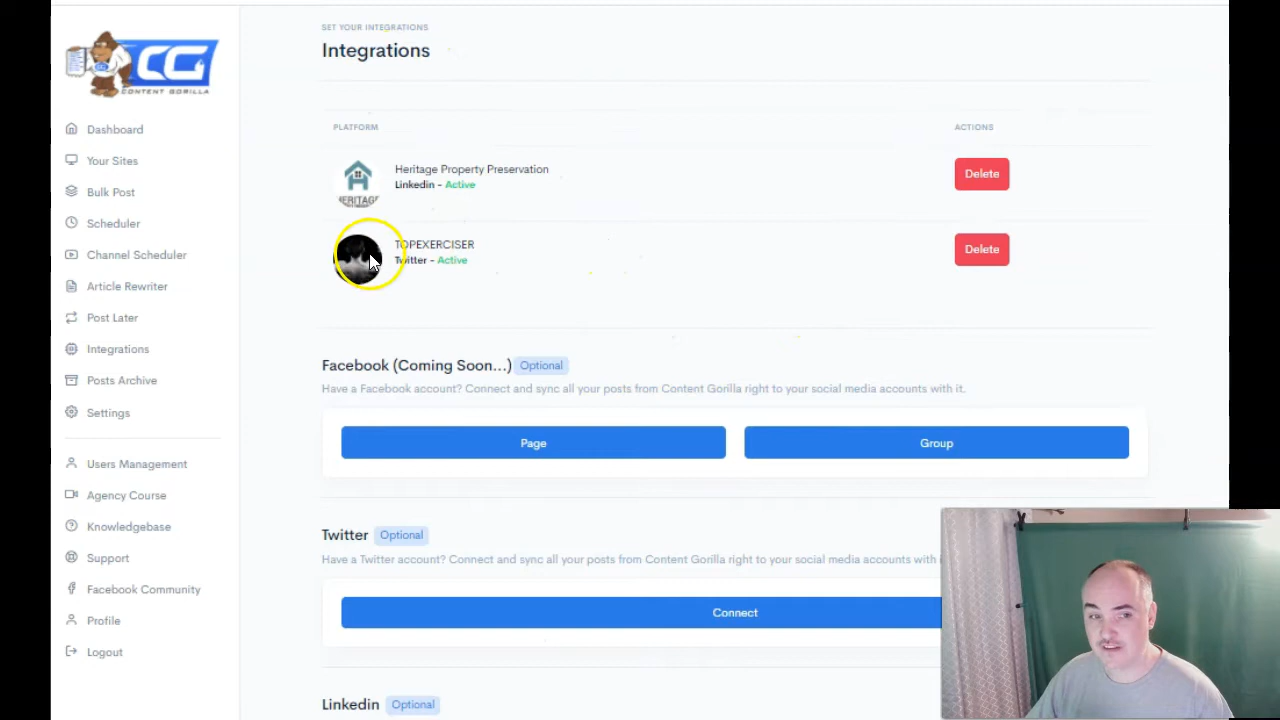 CG
CONTENT GORILLA
Dashboard
Your Sites
Bulk Post
Scheduler
Channel Scheduler
Article Rewriter
Post Later
Integrations
Posts Archive
Settings
Users Management
Agency Course
Knowledgebase
Support
Facebook Community
Profile
Logout
SET YOUR INTEGRATIONS
Integrations
PLATFORM ACTIONS
Heritage Property Preservation
Linkedin - Active
Delete
HERITAGE
TOPEXERCISER
Twitter - Active
Delete
Facebook (Coming Soon...) Optional
Have a Facebook account? Connect and sync all your posts from Content Gorilla right to your social media accounts with it.
Page Group
Twitter Optional
Have a Twitter account? Connect and sync all your posts from Content Gorilla right to your social media accounts with
Connect
Linkedin Optional